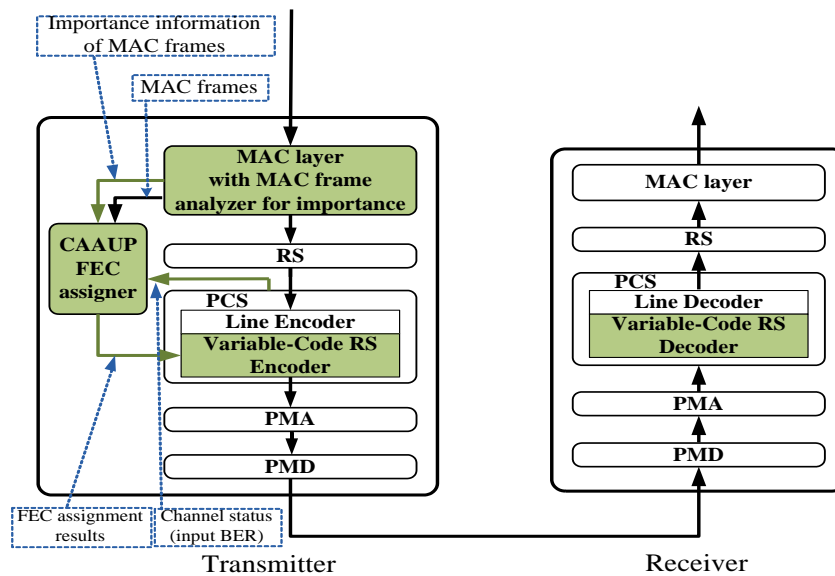 Importance information
of MAC frames
MAC frames
MAC layer
with MAC frame
analyzer for importance
CAAUP
FEC
assigner
RS
PCS
Line Encoder
Variable-Code RS
Encoder
PMA
PMD
FEC assignment
results
Channel status
(input BER)
Transmitter
MAC layer
RS
PCS
Line Decoder
Variable-Code RS
Decoder
PMA
PMD
Receiver